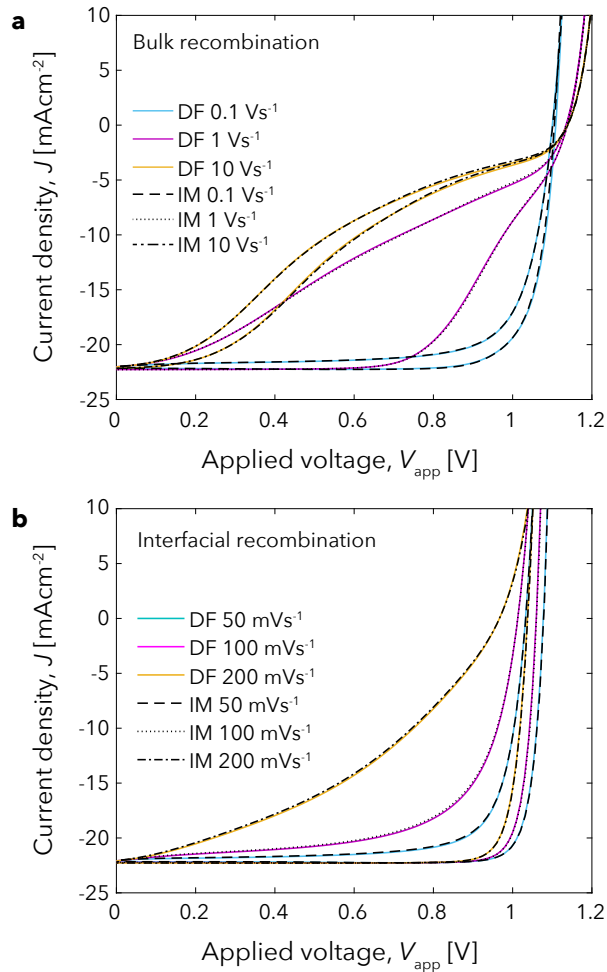 a
10
5
0
-5
-10
-15
-20
-25
Current density, J [mAcm⁻²]
Bulk recombination
DF 0.1 Vs⁻¹
DF 1 Vs⁻¹
DF 10 Vs⁻¹
IM 0.1 Vs⁻¹
IM 1 Vs⁻¹
IM 10 Vs⁻¹
0 0.2 0.4 0.6 0.8 1 1.2
Applied voltage, V_app [V]
b
10
5
0
-5
-10
-15
-20
-25
Current density, J [mAcm⁻²]
Interfacial recombination
DF 50 mVs⁻¹
DF 100 mVs⁻¹
DF 200 mVs⁻¹
IM 50 mVs⁻¹
IM 100 mVs⁻¹
IM 200 mVs⁻¹
0 0.2 0.4 0.6 0.8 1 1.2
Applied voltage, V_app [V]